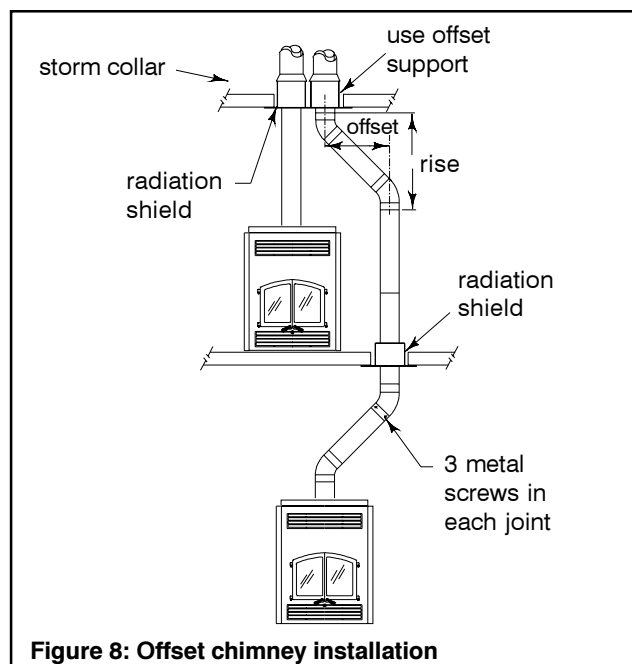 use offset
support
storm collar
offset
rise
radiation
shield
radiation
shield
3 metal
screws in
each joint
Figure 8: Offset chimney installation